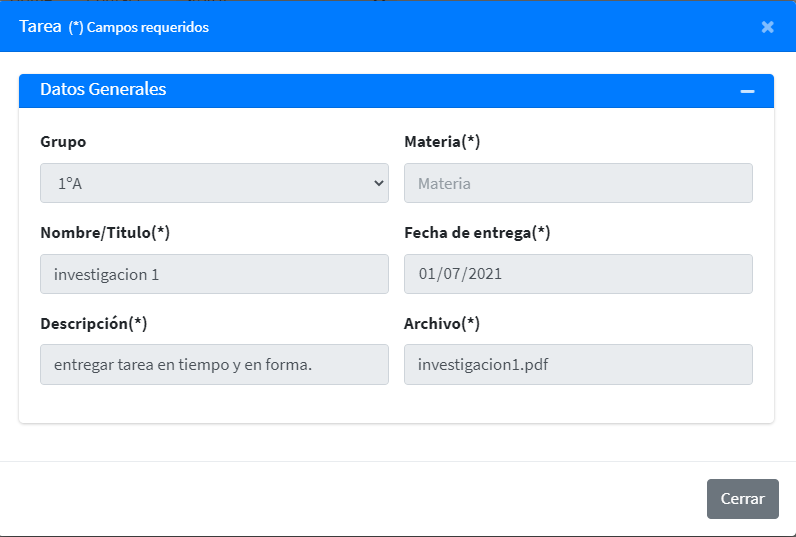 Tarea (*) Campos requeridos
Datos Generales
Grupo
Materia(*)
1ºA
Materia
Nombre/Titulo(*)
Fecha de entrega(*)
investigacion 1
01/07/2021
Descripción(*)
Archivo(*)
entregar tarea en tiempo y en forma.
investigacion1.pdf
Cerrar